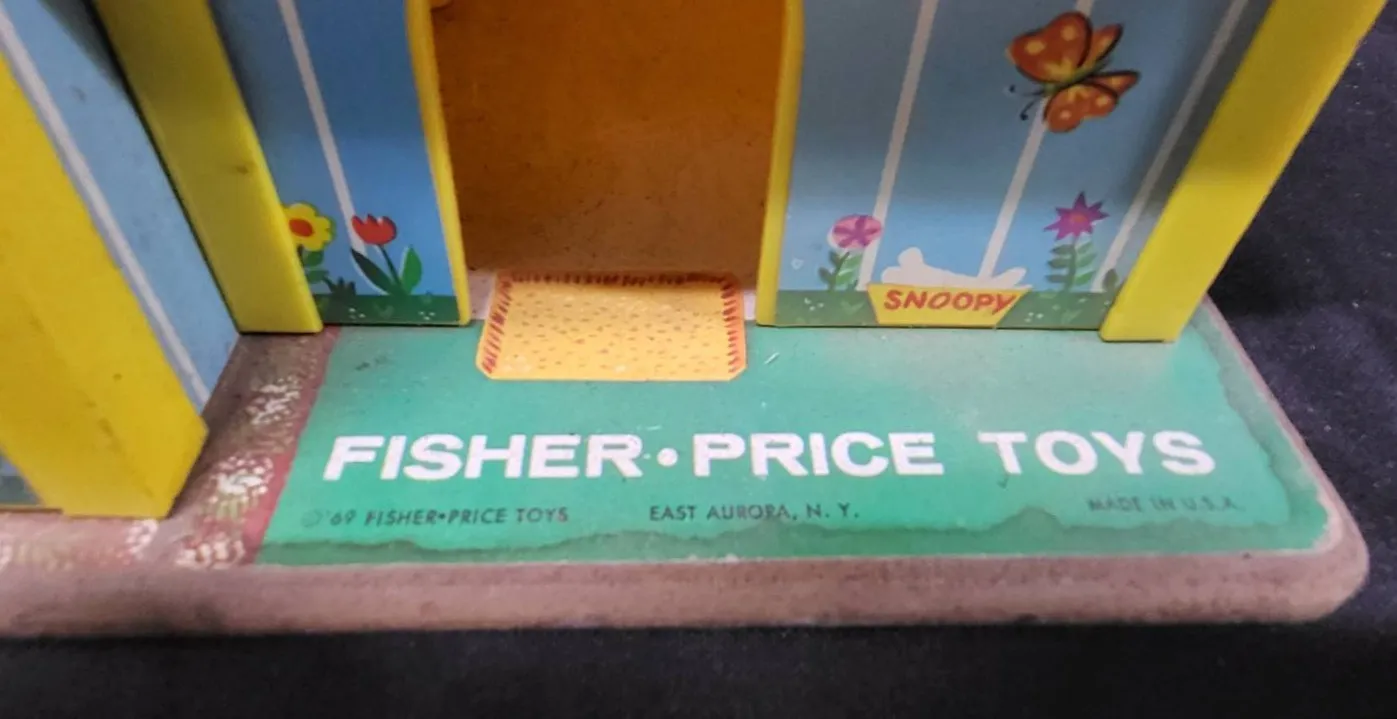 SNOOPY
FISHER•PRICE TOYS
©'69 FISHER•PRICE TOYS EAST AURORA, N. Y. MADE IN U.S.A.